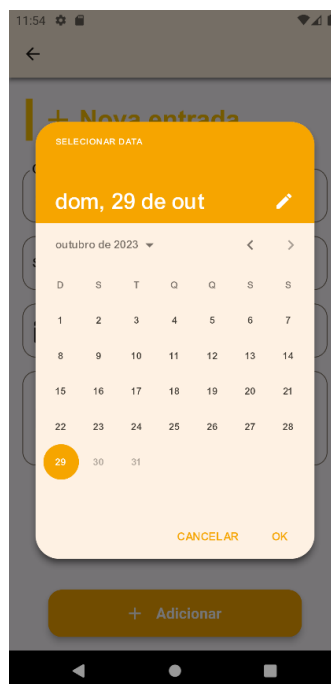 11:54
+ Nova entrada
SELECIONAR DATA
dom, 29 de out
outubro de 2023
D S T Q Q S S
1 2 3 4 5 6 7
8 9 10 11 12 13 14
15 16 17 18 19 20 21
22 23 24 25 26 27 28
29 30 31
CANCELAR OK
+ Adicionar